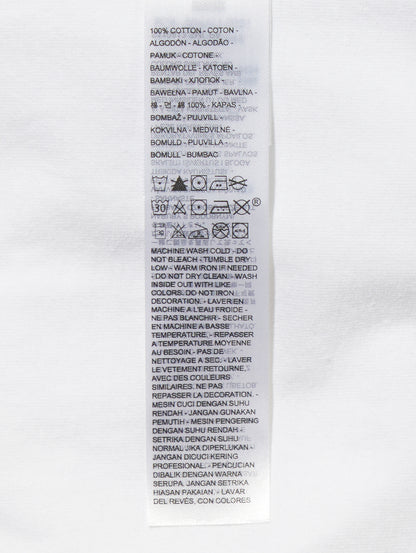 100% COTTON - COTON -
ALGODÓN - ALGODÃO -
PAMUK - COTONE -
BAUMWOLLE - KATOEN -
BAMBAKI - ХЛОПОК -
BAWEŁNA - PAMUT - BAVLNA -
棉 - 면 - 綿 100% - KAPAS -
BOMBAŽ - PUUVILL -
KOKVILNA - MEDVILNĖ -
BOMULD - PUUVILLA -
BOMULL - BUMBAC
30
®
MACHINE WASH COLD - DO
NOT BLEACH - TUMBLE DRY
LOW - WARM IRON IF NEEDED
- DO NOT DRY CLEAN - WASH
INSIDE OUT WITH LIKE
COLORS. DO NOT IRON
DECORATION. - LAVER EN
MACHINE A L'EAU FROIDE -
NE PAS BLANCHIR - SECHER
EN MACHINE A BASSE
TEMPERATURE. - REPASSER
A TEMPERATURE MOYENNE
AU BESOIN - PAS DE
NETTOYAGE A SEC. - LAVER
LE VETEMENT RETOURNE,
AVEC DES COULEURS
SIMILAIRES. NE PAS
REPASSER LA DECORATION. -
MESIN CUCI DENGAN SUHU
RENDAH - JANGAN GUNAKAN
PEMUTIH - MESIN PENGERING
DENGAN SUHU RENDAH -
SETRIKA DENGAN SUHU
NORMAL JIKA DIPERLUKAN -
JANGAN DICUCI KERING
PROFESIONAL. - PENCUCIAN
DIBALIK DENGAN WARNA
SERUPA, JANGAN SETRIKA
HIASAN PAKAIAN. - LAVAR
DEL REVÉS, CON COLORES